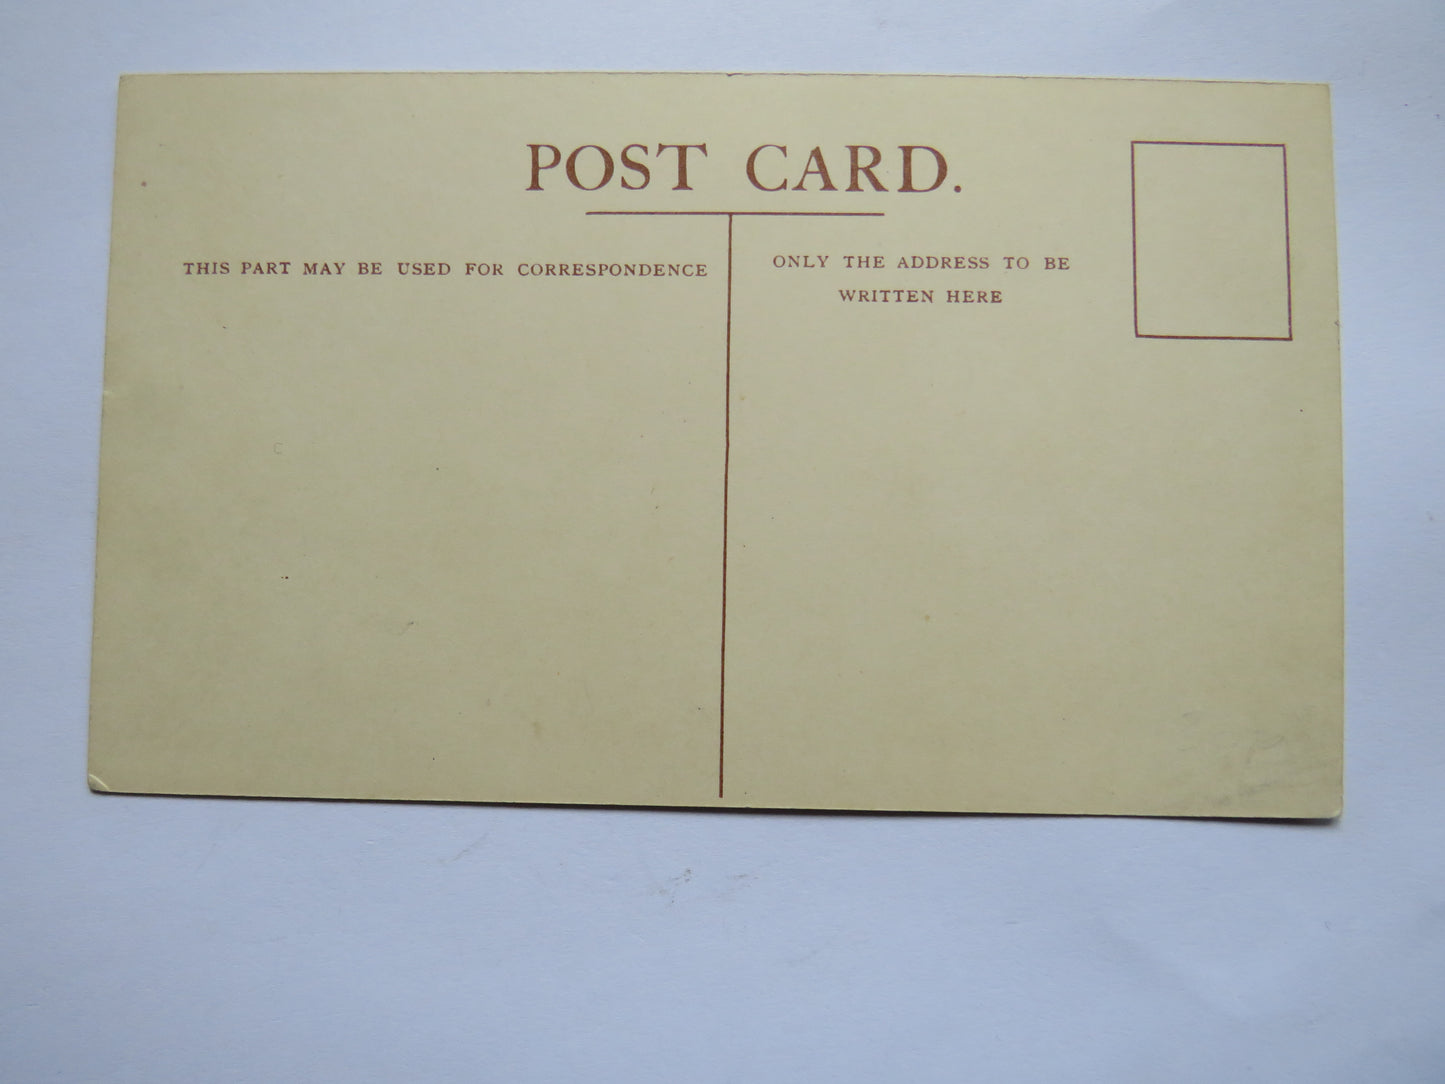 POST CARD.
THIS PART MAY BE USED FOR CORRESPONDENCE
ONLY THE ADDRESS TO BE
WRITTEN HERE